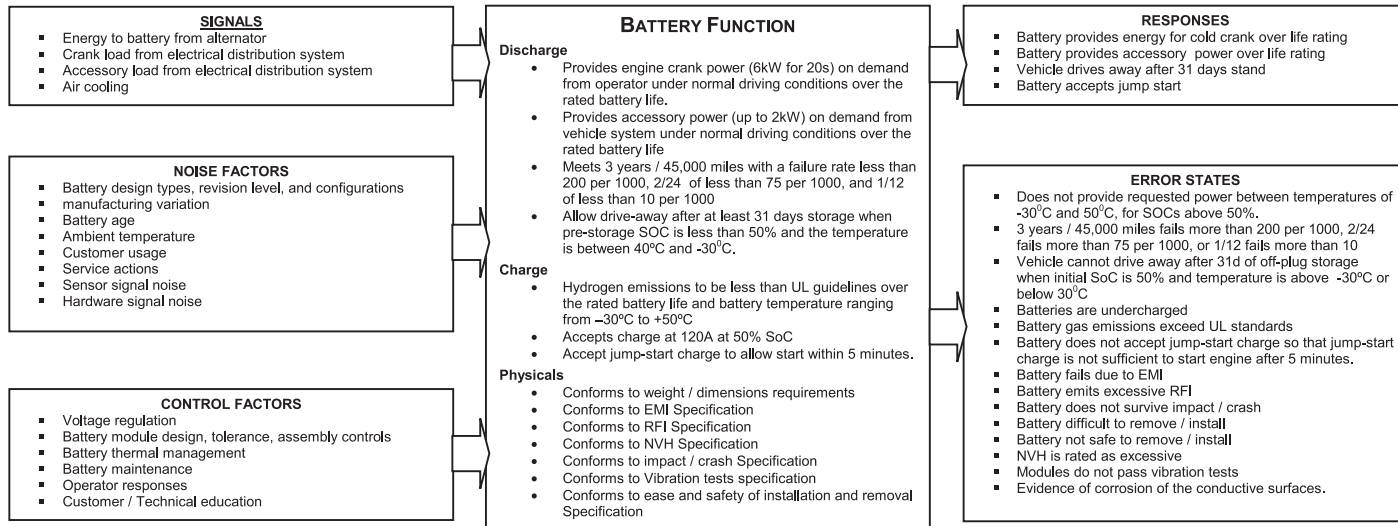 SIGNALS
▪ Energy to battery from alternator
▪ Crank load from electrical distribution system
▪ Accessory load from electrical distribution system
▪ Air cooling
NOISE FACTORS
▪ Battery design types, revision level, and configurations
▪ manufacturing variation
▪ Battery age
▪ Ambient temperature
▪ Customer usage
▪ Service actions
▪ Sensor signal noise
▪ Hardware signal noise
CONTROL FACTORS
▪ Voltage regulation
▪ Battery module design, tolerance, assembly controls
▪ Battery thermal management
▪ Battery maintenance
▪ Operator responses
▪ Customer / Technical education
BATTERY FUNCTION
Discharge
• Provides engine crank power (6kW for 20s) on demand
from operator under normal driving conditions over the
rated battery life.
• Provides accessory power (up to 2kW) on demand from
vehicle system under normal driving conditions over the
rated battery life
• Meets 3 years / 45,000 miles with a failure rate less than
200 per 1000, 2/24 of less than 75 per 1000, and 1/12
of less than 10 per 1000
• Allow drive-away after at least 31 days storage when
pre-storage SOC is less than 50% and the temperature
is between 40ºC and -30⁰C.
Charge
• Hydrogen emissions to be less than UL guidelines over
the rated battery life and battery temperature ranging
from –30ºC to +50ºC
• Accepts charge at 120A at 50% SoC
• Accept jump-start charge to allow start within 5 minutes.
Physicals
• Conforms to weight / dimensions requirements
• Conforms to EMI Specification
• Conforms to RFI Specification
• Conforms to NVH Specification
• Conforms to impact / crash Specification
• Conforms to Vibration tests specification
• Conforms to ease and safety of installation and removal
Specification
RESPONSES
▪ Battery provides energy for cold crank over life rating
▪ Battery provides accessory power over life rating
▪ Vehicle drives away after 31 days stand
▪ Battery accepts jump start
ERROR STATES
▪ Does not provide requested power between temperatures of
-30⁰C and 50⁰C, for SOCs above 50%.
▪ 3 years / 45,000 miles fails more than 200 per 1000, 2/24
fails more than 75 per 1000, or 1/12 fails more than 10
▪ Vehicle cannot drive away after 31d of off-plug storage
when initial SoC is 50% and temperature is above -30ºC or
below 30⁰C
▪ Batteries are undercharged
▪ Battery gas emissions exceed UL standards
▪ Battery does not accept jump-start charge so that jump-start
charge is not sufficient to start engine after 5 minutes.
▪ Battery fails due to EMI
▪ Battery emits excessive RFI
▪ Battery does not survive impact / crash
▪ Battery difficult to remove / install
▪ Battery not safe to remove / install
▪ NVH is rated as excessive
▪ Modules do not pass vibration tests
▪ Evidence of corrosion of the conductive surfaces.